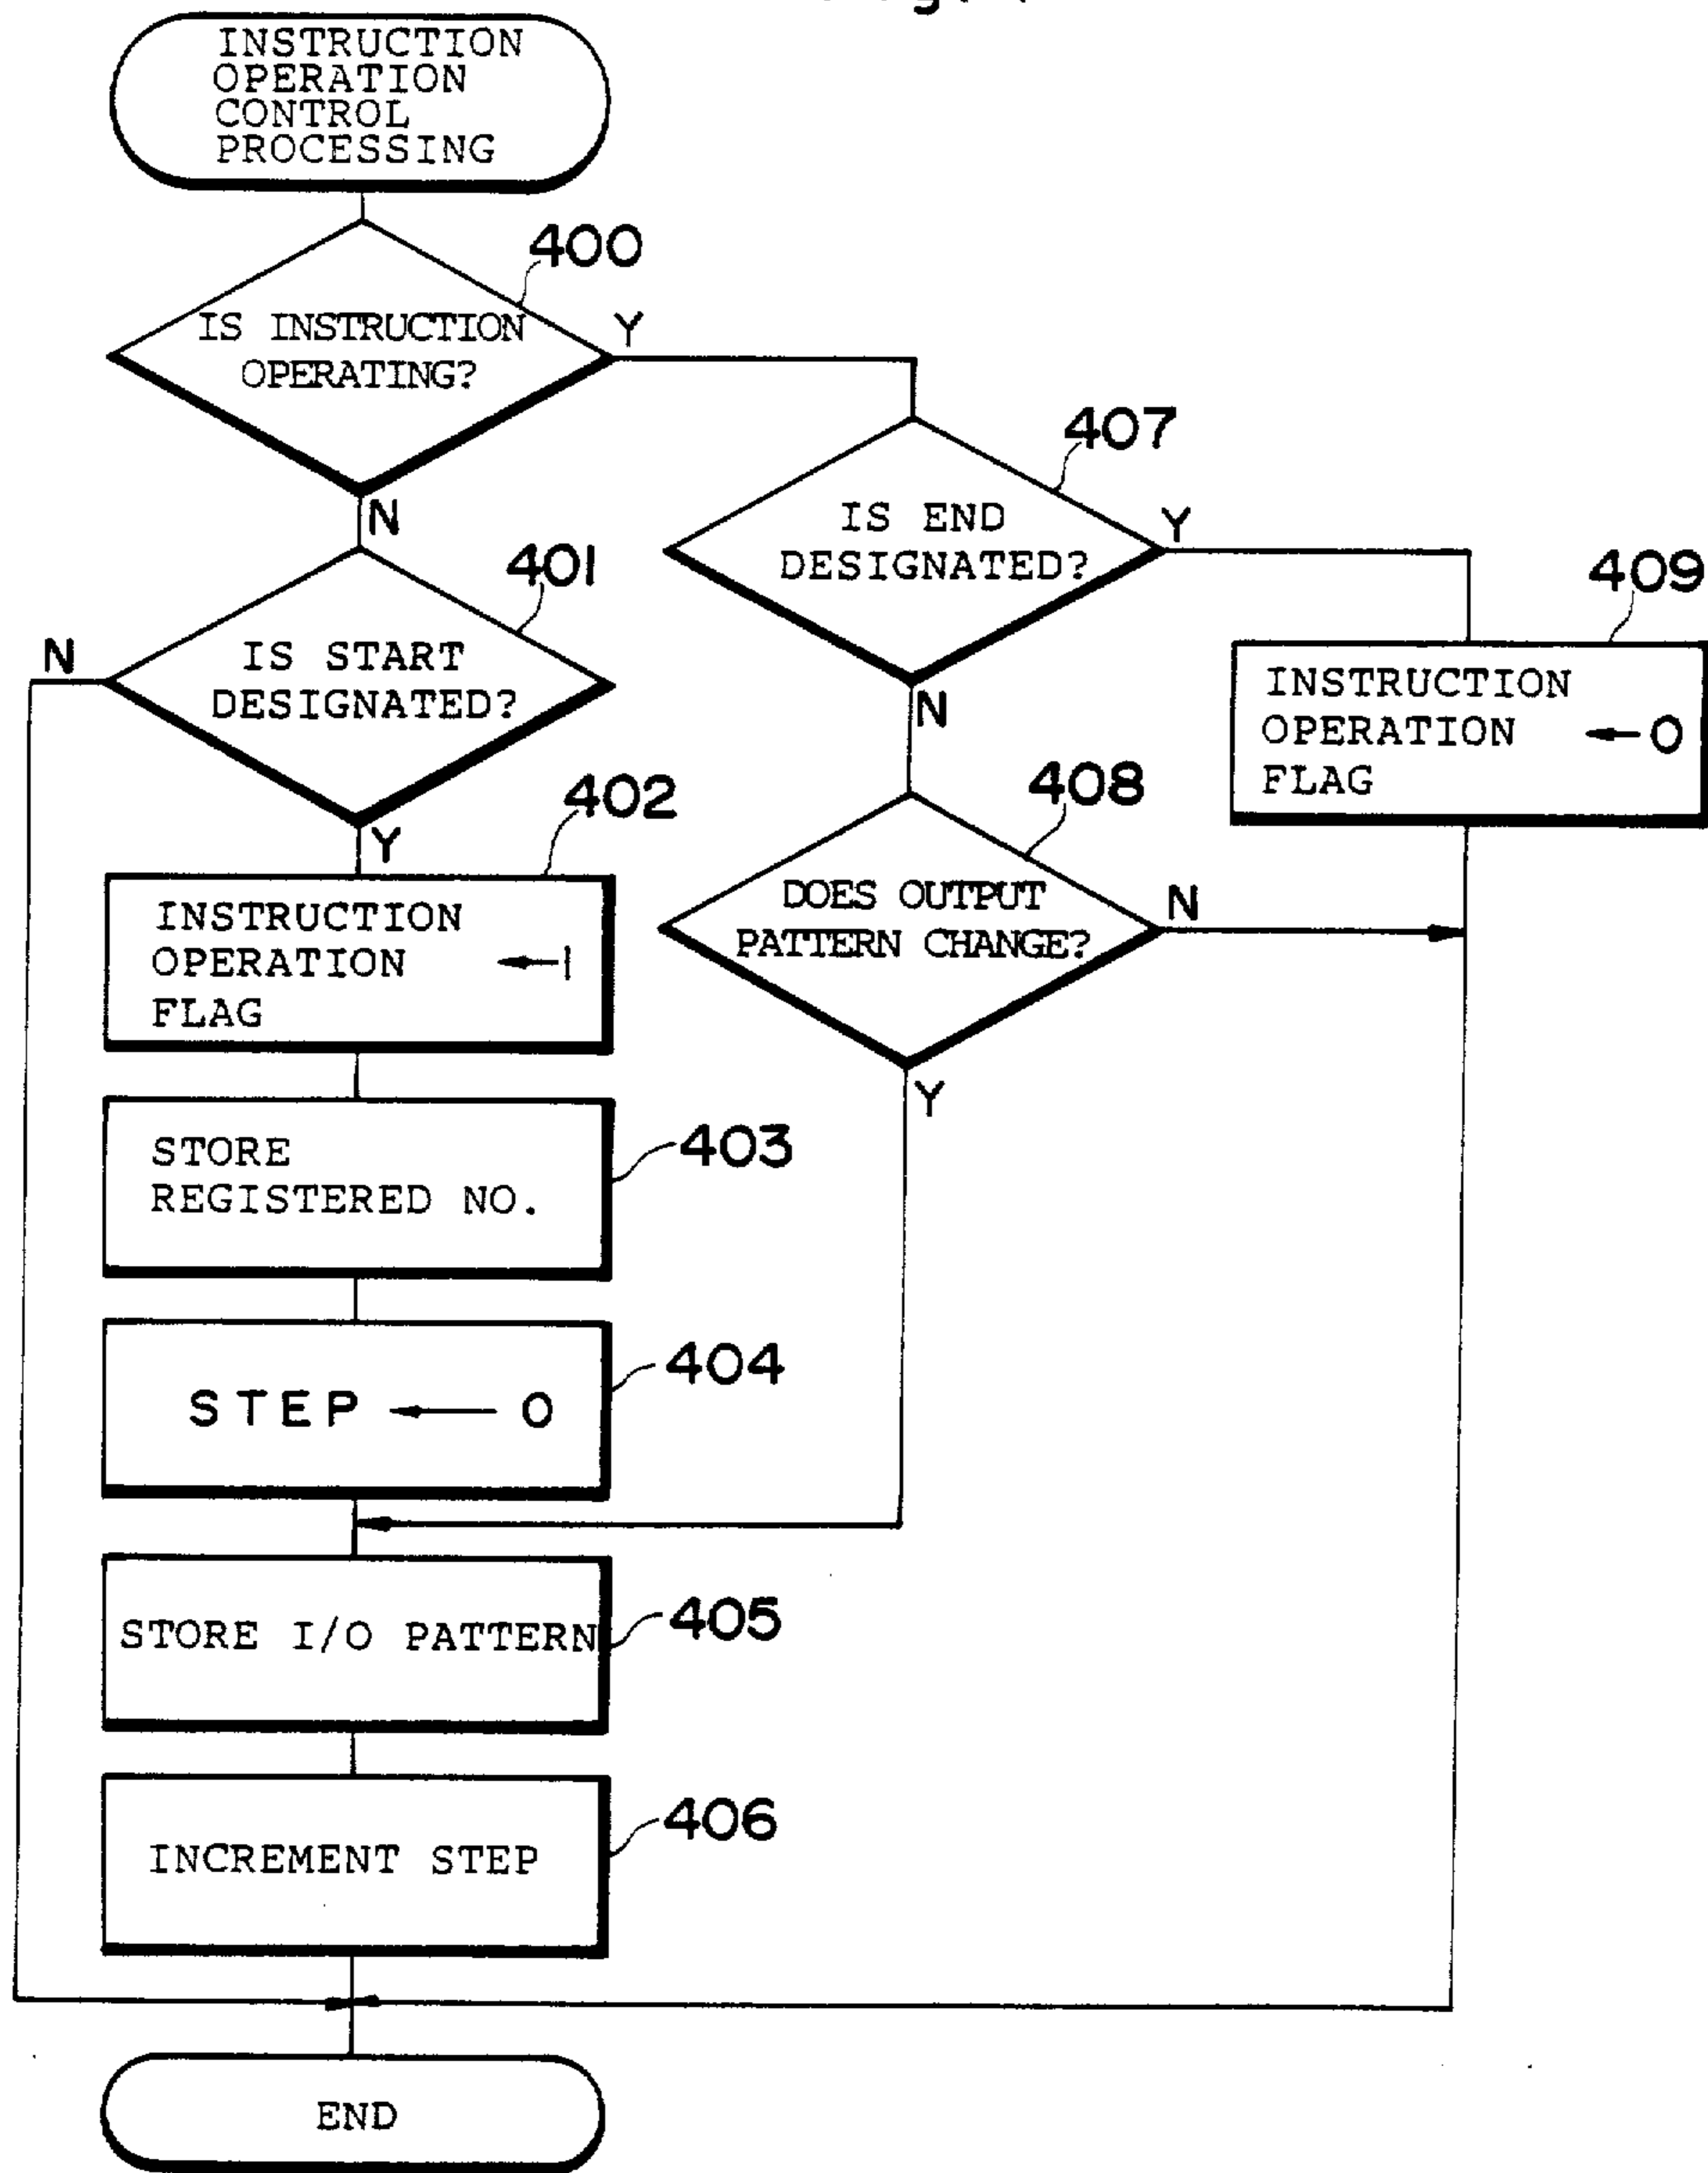 INSTRUCTION
OPERATION
CONTROL
PROCESSING
400
IS INSTRUCTION
OPERATING?
Y
N
407
IS END
DESIGNATED?
Y
N
401
IS START
DESIGNATED?
N
Y
409
INSTRUCTION
OPERATION ← 0
FLAG
402
INSTRUCTION
OPERATION ← 1
FLAG
408
DOES OUTPUT
PATTERN CHANGE?
N
Y
403
STORE
REGISTERED NO.
404
STEP ← 0
405
STORE I/O PATTERN
406
INCREMENT STEP
END